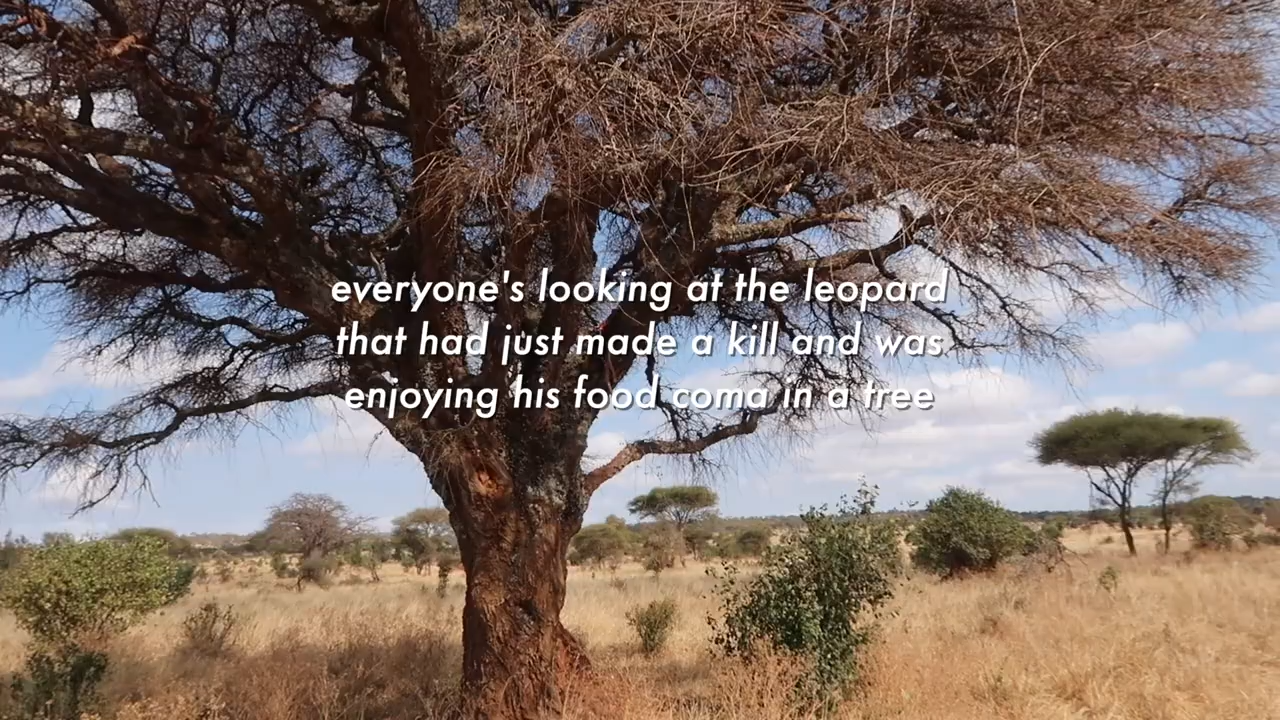 everyone's looking at the leopard
that had just made a kill and was
enjoying his food coma in a tree